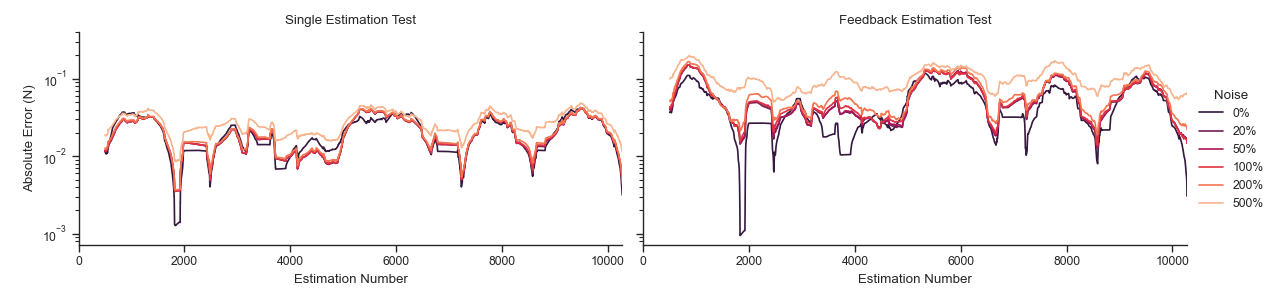 Single Estimation Test
Feedback Estimation Test
Absolute Error (N)
10⁻¹
10⁻²
10⁻³
0 2000 4000 6000 8000 10000
0 2000 4000 6000 8000 10000
Estimation Number
Estimation Number
Noise
0%
20%
50%
100%
200%
500%